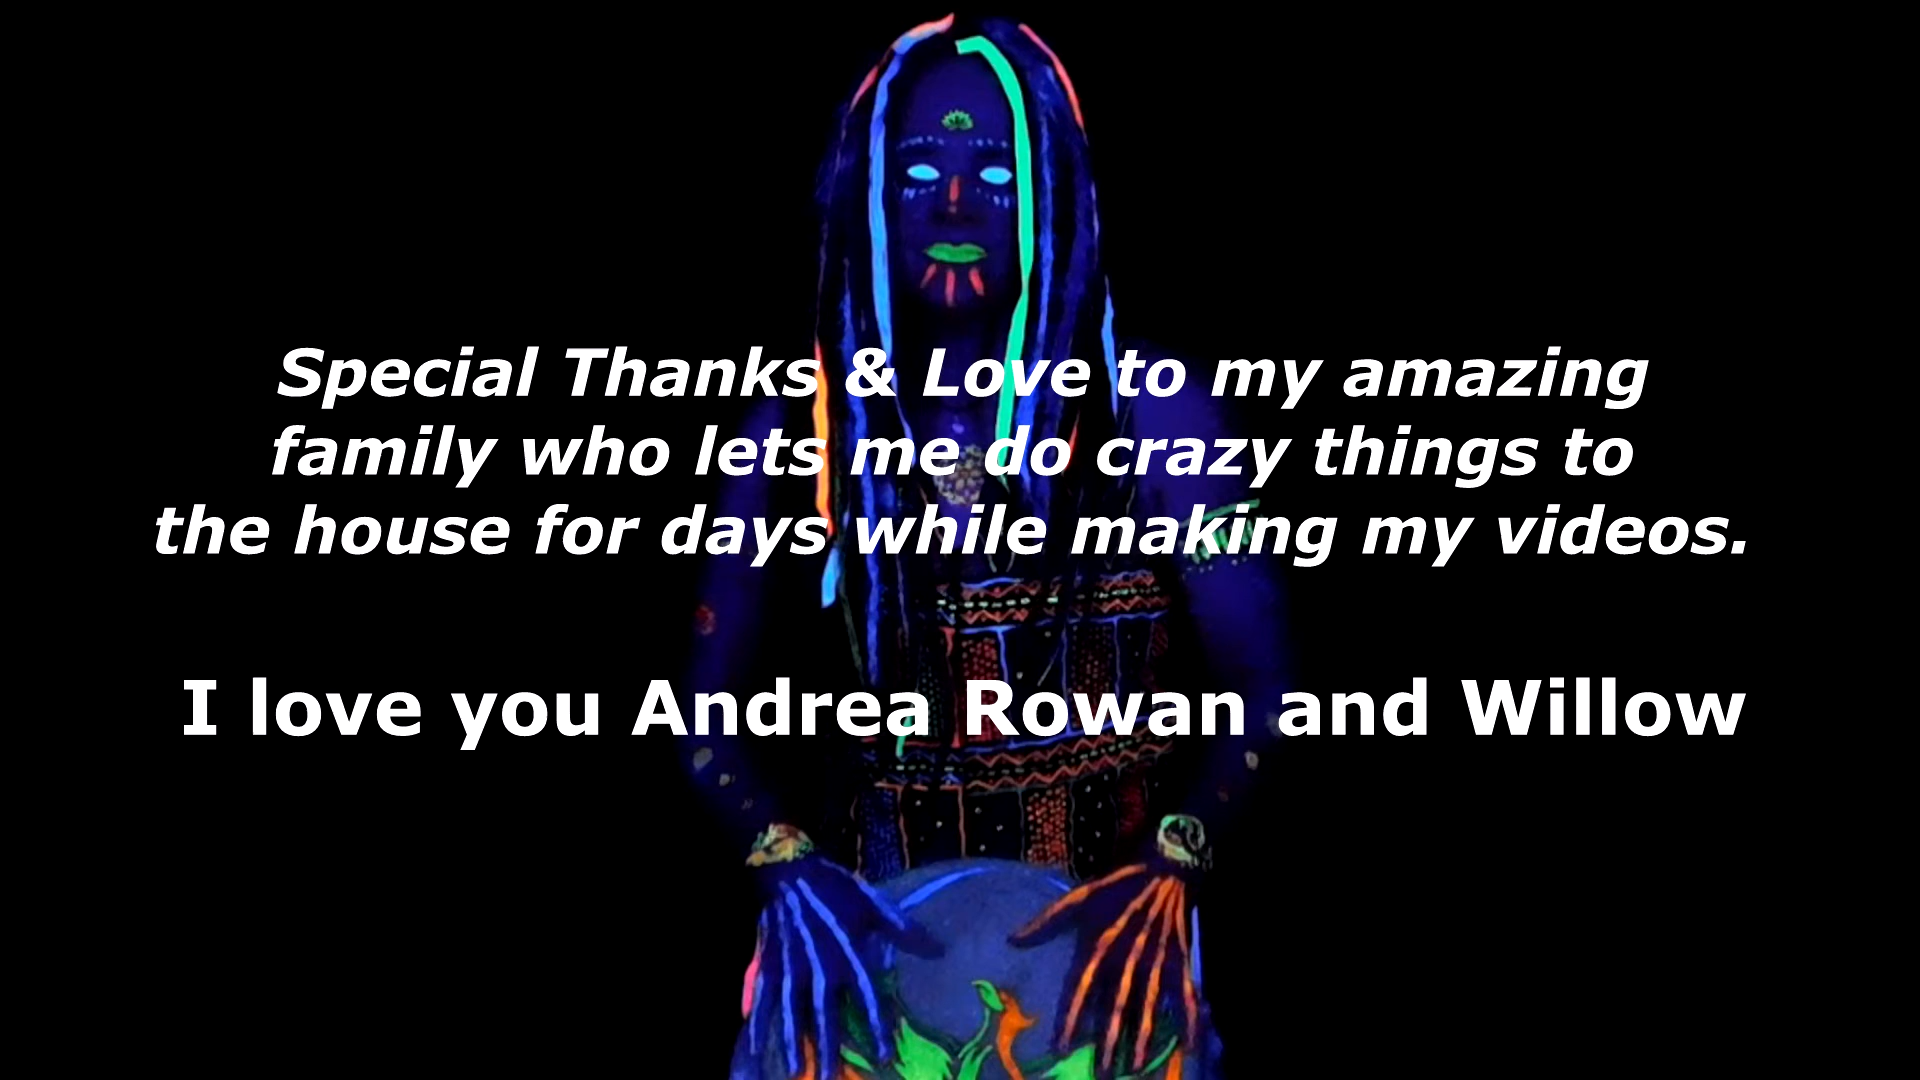 Special Thanks & Love to my amazing
family who lets me do crazy things to
the house for days while making my videos.
I love you Andrea Rowan and Willow